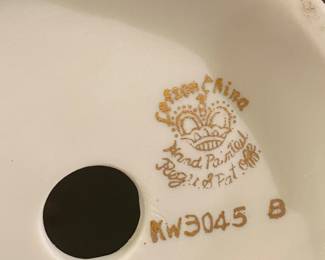 Lefton China
Hand Painted
Reg. U.S Pat. Off.
KW3045 B